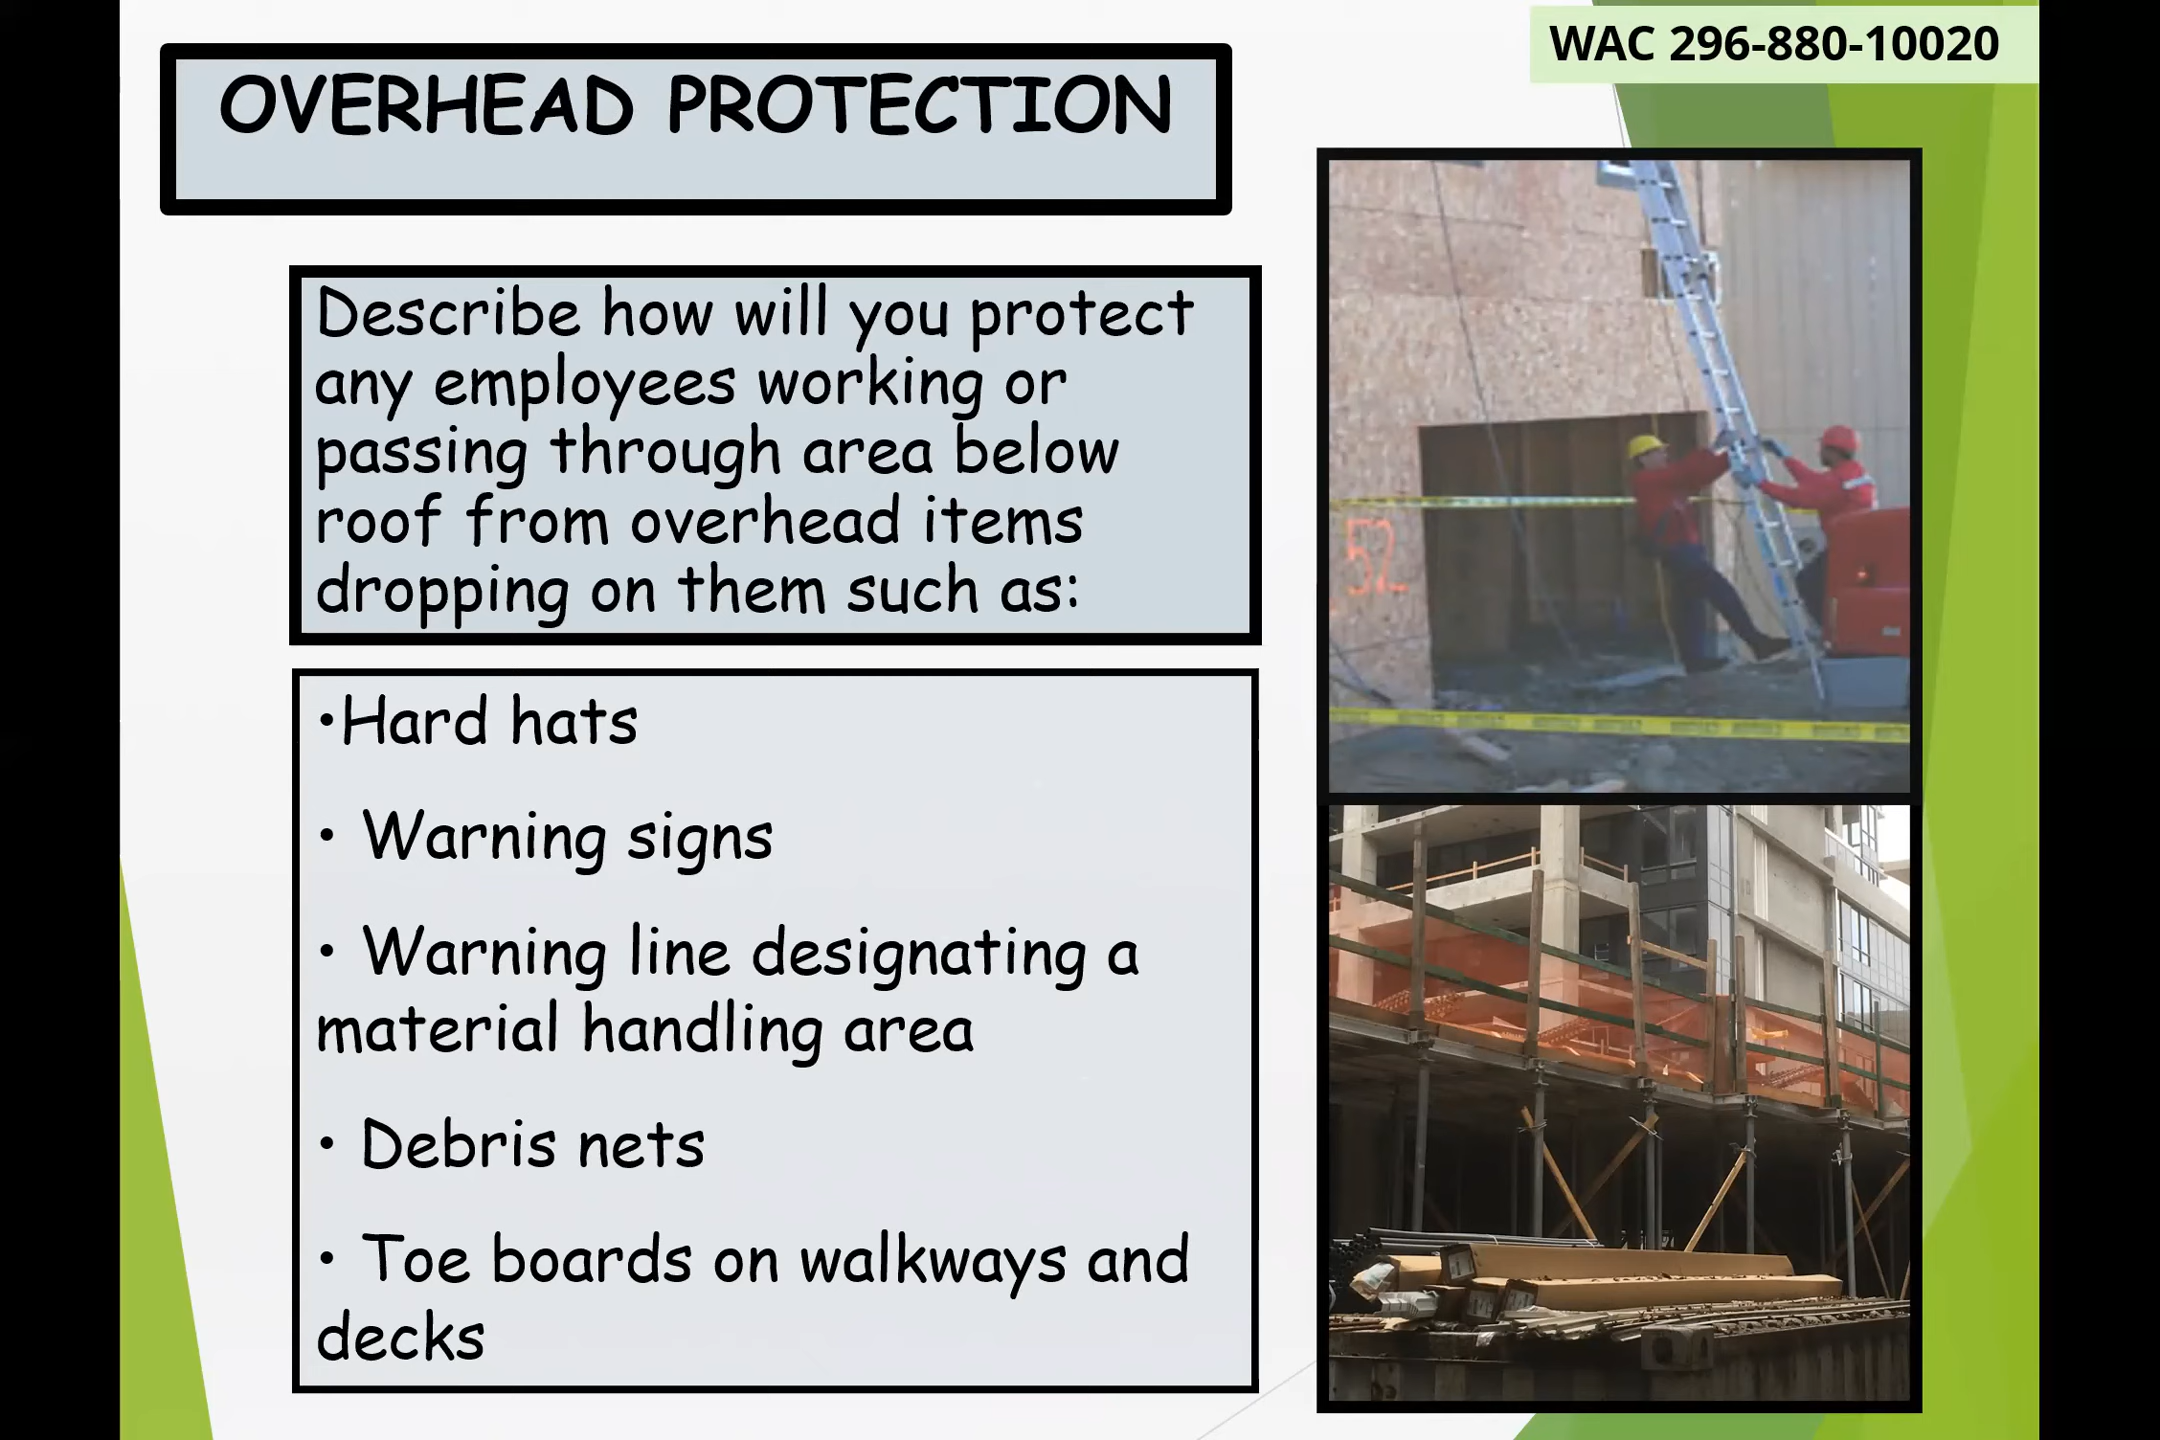 WAC 296-880-10020
OVERHEAD PROTECTION
Describe how will you protect
any employees working or
passing through area below
roof from overhead items
dropping on them such as:
•Hard hats
• Warning signs
• Warning line designating a
material handling area
• Debris nets
• Toe boards on walkways and
decks
52